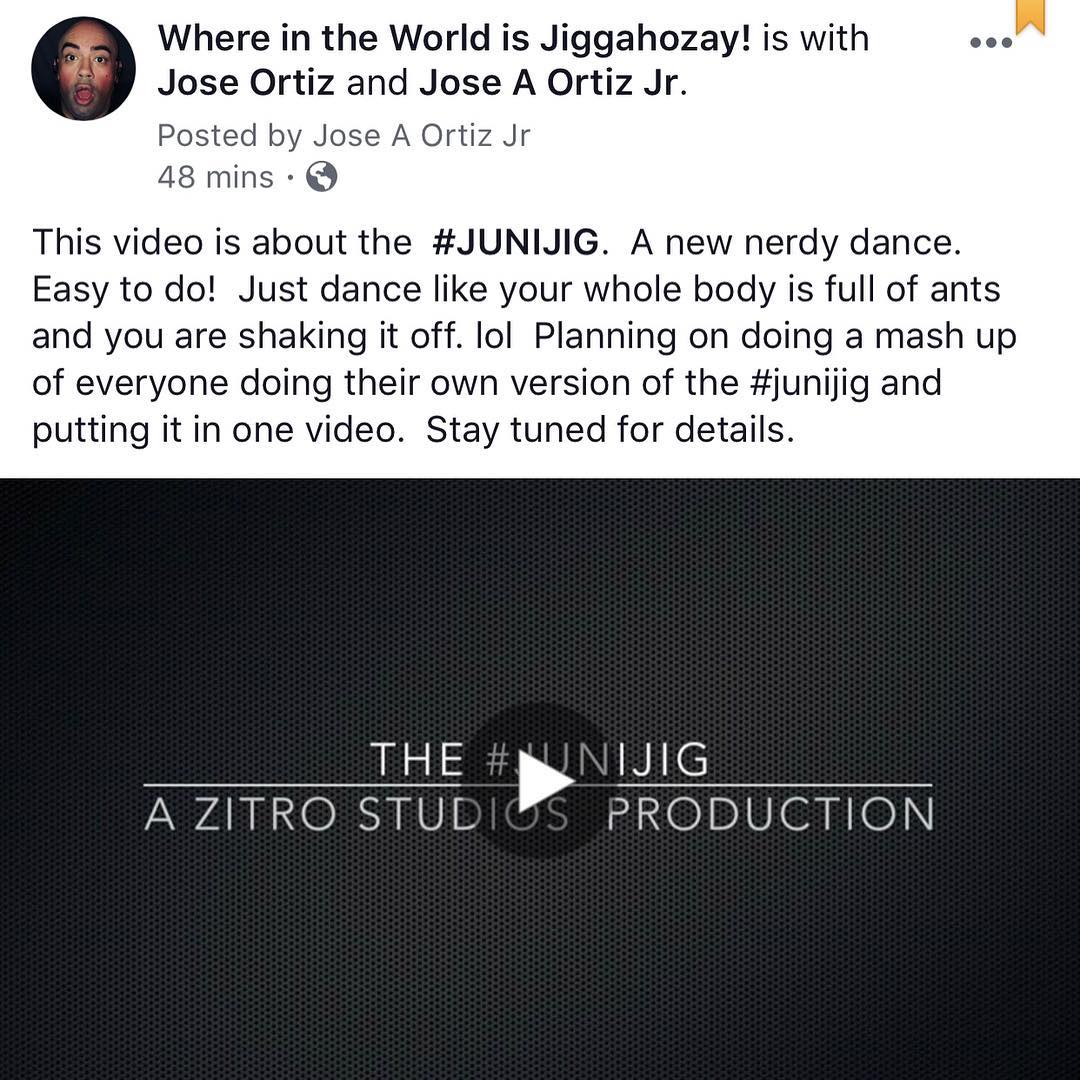 Where in the World is Jiggahozay! is with
Jose Ortiz and Jose A Ortiz Jr.
Posted by Jose A Ortiz Jr
48 mins ·
This video is about the #JUNIJIG. A new nerdy dance.
Easy to do! Just dance like your whole body is full of ants
and you are shaking it off. lol Planning on doing a mash up
of everyone doing their own version of the #junijig and
putting it in one video. Stay tuned for details.
THE #JUNIJIG
A ZITRO STUDIOS PRODUCTION